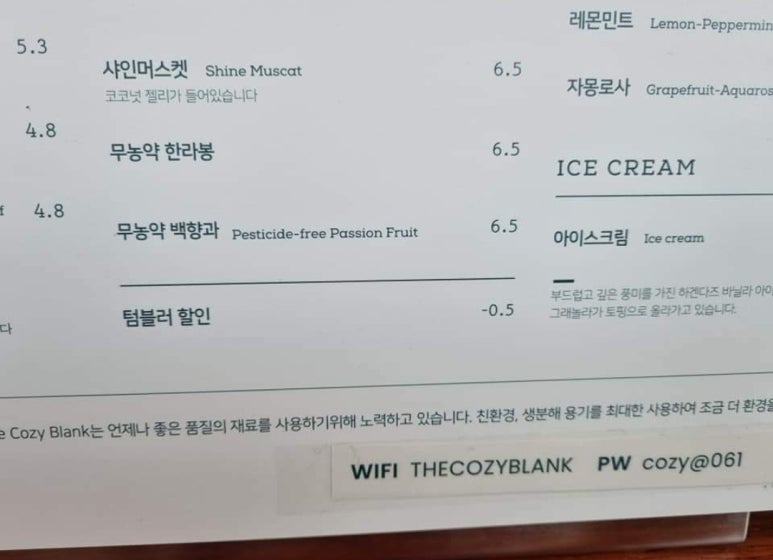 5.3
4.8
4.8
다
샤인머스켓 Shine Muscat 6.5
코코넛 젤리가 들어있습니다
무농약 한라봉 6.5
무농약 백향과 Pesticide-free Passion Fruit 6.5
텀블러 할인 -0.5
레몬민트 Lemon-Peppermin
자몽로사 Grapefruit-Aquaros
ICE CREAM
아이스크림 Ice cream
부드럽고 깊은 풍미를 가진 하겐다즈 바닐라 아이
그래놀라가 토핑으로 올라가고 있습니다.
e Cozy Blank는 언제나 좋은 품질의 재료를 사용하기위해 노력하고 있습니다. 친환경, 생분해 용기를 최대한 사용하여 조금 더 환경을
WIFI THECOZYBLANK PW cozy@061